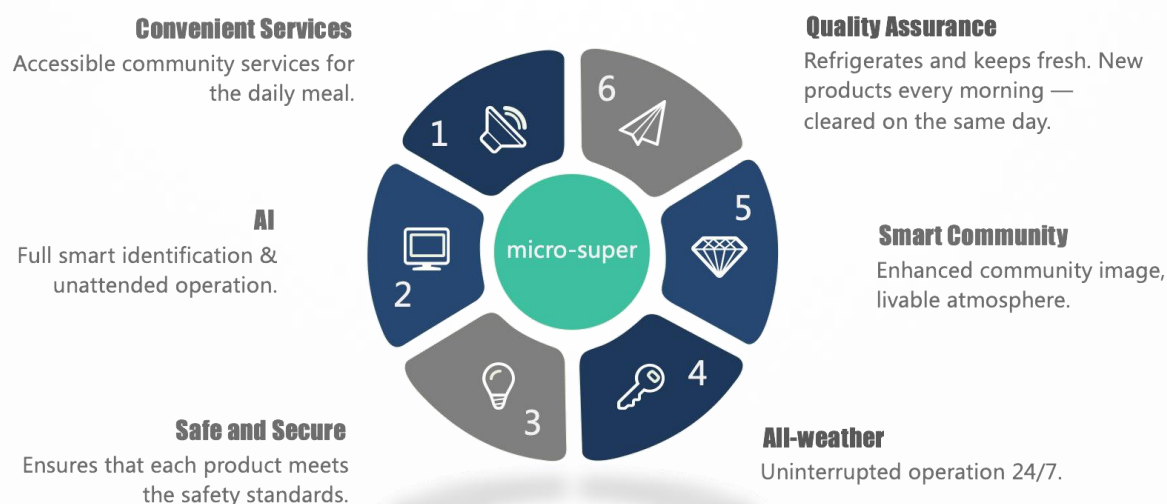 Convenient Services
Accessible community services for
the daily meal.
1
AI
Full smart identification &
unattended operation.
2
Safe and Secure
Ensures that each product meets
the safety standards.
3
micro-super
All-weather
Uninterrupted operation 24/7.
4
Smart Community
Enhanced community image,
livable atmosphere.
5
Quality Assurance
Refrigerates and keeps fresh. New
products every morning —
cleared on the same day.
6